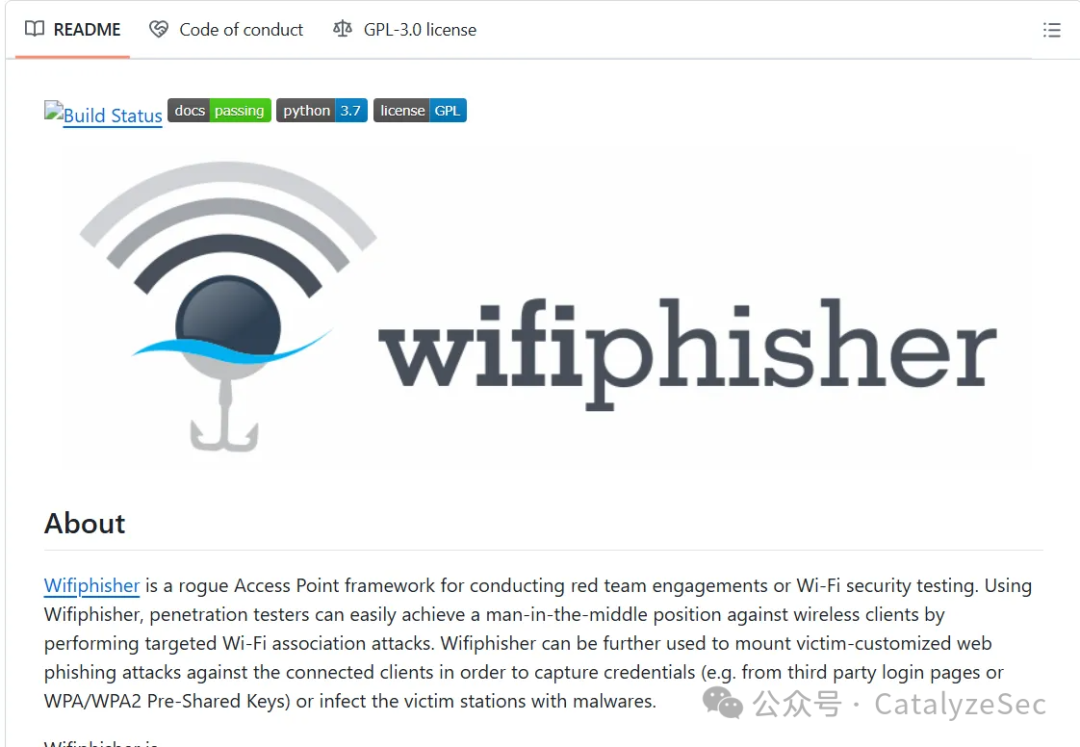 README Code of conduct GPL-3.0 license
Build Status docs passing python 3.7 license GPL
wifiphisher
About
Wifiphisher is a rogue Access Point framework for conducting red team engagements or Wi-Fi security testing. Using
Wifiphisher, penetration testers can easily achieve a man-in-the-middle position against wireless clients by
performing targeted Wi-Fi association attacks. Wifiphisher can be further used to mount victim-customized web
phishing attacks against the connected clients in order to capture credentials (e.g. from third party login pages or
WPA/WPA2 Pre-Shared Keys) or infect the victim stations with malwares.
公众号 · CatalyzeSec
Wifiphisher is